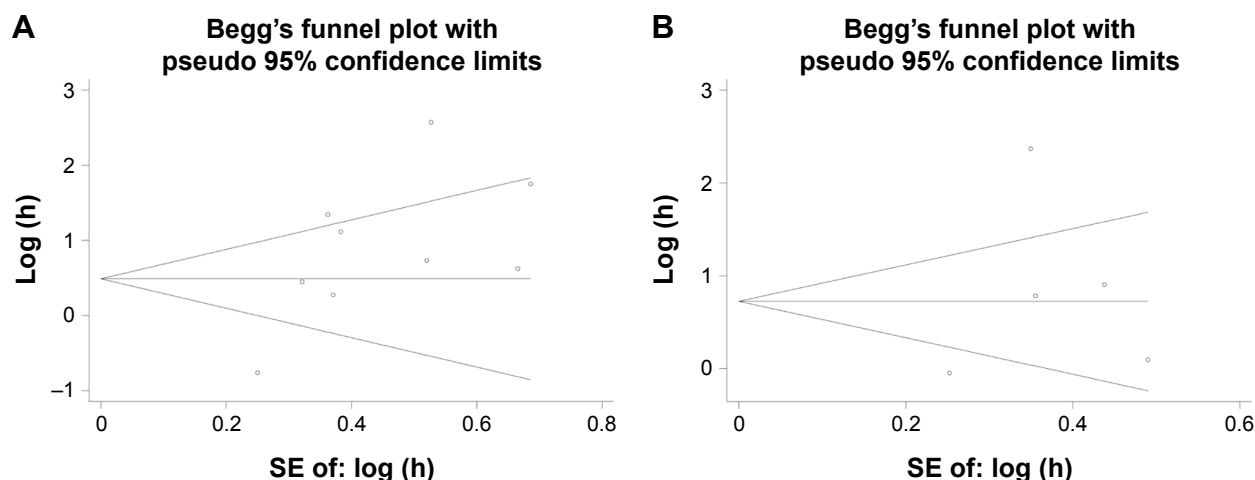 A
Begg’s funnel plot with
pseudo 95% confidence limits
3
2
1
0
–1
Log (h)
0 0.2 0.4 0.6 0.8
SE of: log (h)
B
Begg’s funnel plot with
pseudo 95% confidence limits
3
2
1
0
Log (h)
0 0.2 0.4 0.6
SE of: log (h)